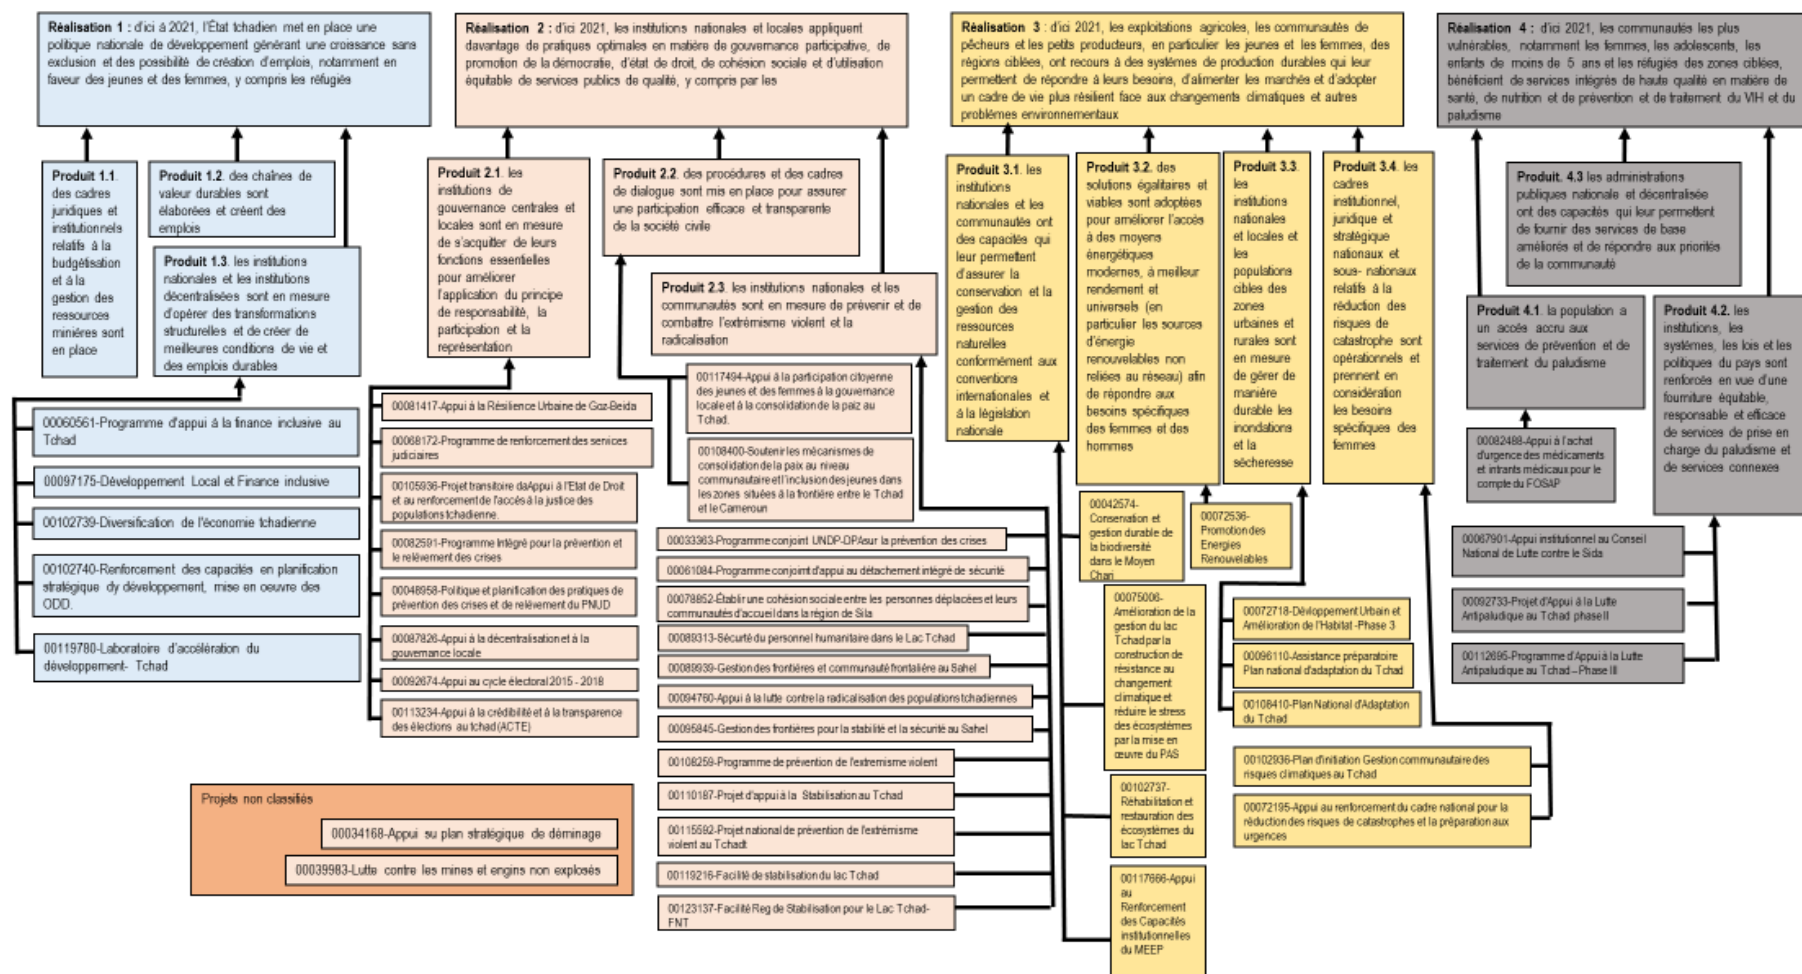 Réalisation 1 : d'ici à 2021, l'État tchadien met en place une
politique nationale de développement générant une croissance sans
exclusion et des possibilité de création d'emplois, notamment en
faveur des jeunes et des femmes, y compris les réfugiés
Produit 1.1.
des cadres
juridiques et
institutionnels
relatifs à la
budgétisation
et à la
gestion des
ressources
minières sont
en place
Produit 1.2. des chaînes de
valeur durables sont
élaborées et créent des
emplois
Produit 1.3. les institutions
nationales et les institutions
décentralisées sont en mesure
d'opérer des transformations
structurelles et de créer de
meilleures conditions de vie et
des emplois durables
00060561-Programme d'appui à la finance inclusive au
Tchad
00097175-Développement Local et Finance inclusive
00102739-Diversification de l'économie tchadienne
00102740-Renforcement des capacités en planification
stratégique dy développement, mise en oeuvre des
ODD.
00119780-Laboratoire d'accélération du
développement- Tchad
Réalisation 2 : d'ici 2021, les institutions nationales et locales appliquent
davantage de pratiques optimales en matière de gouvernance participative, de
promotion de la démocratie, d'état de droit, de cohésion sociale et d'utilisation
équitable de services publics de qualité, y compris par les
Produit 2.1. les
institutions de
gouvernance centrales et
locales sont en mesure
de s'acquitter de leurs
fonctions essentielles
pour améliorer
l'application du principe
de responsabilité, la
participation et la
représentation
Produit 2.2. des procédures et des cadres
de dialogue sont mis en place pour assurer
une participation efficace et transparente
de la société civile
Produit 2.3. les institutions nationales et les
communautés sont en mesure de prévenir et de
combattre l'extrémisme violent et la
radicalisation
00081417-Appui à la Résilience Urbaine de Goz-Beida
00068172-Programme de renforcement des services
judiciaires
00105936-Projet transitoire daAppui à l'Etat de Droit
et au renforcement de l'accés à la justice des
populations tchadienne.
00082591-Programme Intégré pour la prévention et
le relèvement des crises
00048958-Politique et planification des pratiques de
prévention des crises et de relèvement du PNUD
00087826-Appui à la décentralisation et à la
gouvernance locale
00092674-Appui au cycle électoral 2015 - 2018
00113234-Appui à la crédibilité et à la transparence
des élections au tchad (ACTE)
00117494-Appui à la participation citoyenne
des jeunes et des femmes à la gouvernance
locale et à la consolidation de la paiz au
Tchad.
00108400-Soutenir les mécanismes de
consolidation de la paix au niveau
communautaire et l'inclusion des jeunes dans
les zones situées à la frontière entre le Tchad
et le Cameroun
00033363-Programme conjoint UNDP-DPAsur la prévention des crises
00061084-Programme conjoint d'appui au détachement intégré de sécurité
00078852-Établir une cohésion sociale entre les personnes déplacées et leurs
communautés d'accueil dans la région de Sila
00089313-Sécurté du personnel humanitaire dans le Lac Tchad
00089939-Gestion des frontières et communauté frontalière au Sahel
00094760-Appui à la lutte contre la radicalisation des populations tchadiennes
00095845-Gestion des frontières pour la stabilité et la sécurité au Sahel
00108259-Programme de prévention de l'extremisme violent
00110187-Projet d'appui à la Stabilisation au Tchad
00115592-Projet national de prévention de l'extrémisme
violent au Tchadt
00119216-Facilité de stabilisation du lac Tchad
00123137-Facilité Reg de Stabilisation pour le Lac Tchad-
FNT
Réalisation 3 : d'ici 2021, les exploitations agricoles, les communautés de
pêcheurs et les petits producteurs, en particulier les jeunes et les femmes, des
régions ciblées, ont recours à des systèmes de production durables qui leur
permettent de répondre à leurs besoins, d'alimenter les marchés et d'adopter
un cadre de vie plus résilient face aux changements climatiques et autres
problèmes environnementaux
Produit 3.1. les
institutions
nationales et les
communautés ont
des capacités qui
leur permettent
d'assurer la
conservation et la
gestion des
ressources
naturelles
conformément aux
conventions
internationales et
à la législation
nationale
Produit 3.2. des
solutions égalitaires et
viables sont adoptées
pour améliorer l'accès
à des moyens
énergétiques
modernes, à meilleur
rendement et
universels (en
particulier les sources
d'énergie
renouvelables non
reliées au réseau) afin
de répondre aux
besoins spécifiques
des femmes et des
hommes
Produit 3.3.
les
institutions
nationales
et locales et
les
populations
cibles des
zones
urbaines et
rurales sont
en mesure
de gérer de
manière
durable les
inondations
et la
sécheresse
Produit 3.4. les
cadres
institutionnel,
juridique et
stratégique
nationaux et
sous- nationaux
relatifs à la
réduction des
risques de
catastrophe sont
opérationnels et
prennent en
considération
les besoins
spécifiques des
femmes
00042574-
Conservation et
gestion durable de
la biodiversité
dans le Moyen
Chari
00072536-
Promotion des
Energies
Renouvelables
00075006-
Amélioration de la
gestion du lac
Tchad par la
construction de
résistance au
changement
climatique et
réduire le stress
des écosystèmes
par la mise en
œuvre du PAS
00102737-
Réhabilitation et
restauration des
écosystèmes du
lac Tchad
00117666-Appui
au
Renforcement
des Capacités
institutionnelles
du MEEP
00072718-Dévloppement Urbain et
Amélioration de l'Habitat -Phase 3
00096110-Assistance préparatoire
Plan national d'adaptation du Tchad
00106410-Plan National d'Adaptation
du Tchad
00102936-Plan d'initiation Gestion communautaire des
risques climatiques au Tchad
00072195-Appui au renforcement du cadre national pour la
réduction des risques de catastrophes et la préparation aux
urgences
Réalisation 4 : d'ici 2021, les communautés les plus
vulnérables, notamment les femmes, les adolescents, les
enfants de moins de 5 ans et les réfugiés des zones ciblées,
bénéficient de services intégrés de haute qualité en matière de
santé, de nutrition et de prévention et de traitement du VIH et du
paludisme
Produit. 4.3 les administrations
publiques nationale et décentralisée
ont des capacités qui leur permettent
de fournir des services de base
améliorés et de répondre aux priorités
de la communauté
Produit 4.1. la population a
un accès accru aux
services de prévention et de
traitement du paludisme
Produit 4.2. les
institutions, les
systèmes, les lois et les
politiques du pays sont
renforcés en vue d'une
fourniture équitable,
responsable et efficace
de services de prise en
charge du paludisme et
de services connexes
00082488-Appui à l'achat
d'urgence des médicaments
et intrants médicaux pour le
compte du FOSAP
00067901-Appui institutionnel au Conseil
National de Lutte contre le Sida
00092733-Projet d'Appui à la Lutte
Antipaludique au Tchad phase II
00112695-Programme d'Appui à la Lutte
Antipaludique au Tchad – Phase III
Projets non classifiés
00034168-Appui su plan stratégique de déminage
00039983-Lutte contre les mines et engins non explosés